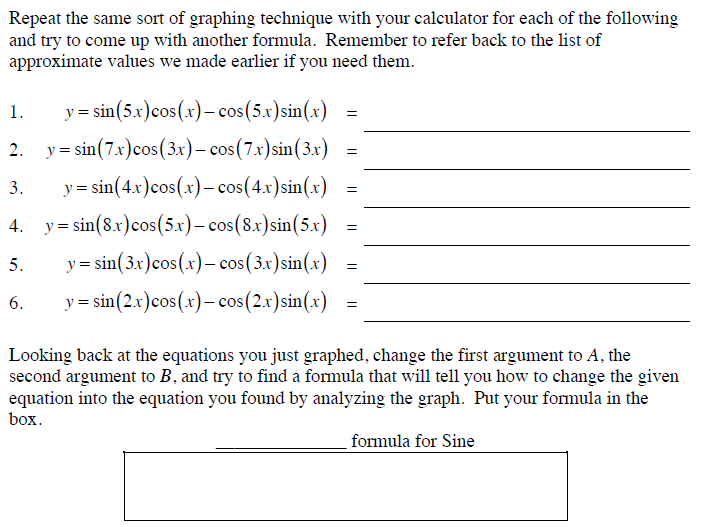 Repeat the same sort of graphing technique with your calculator for each of the following
and try to come up with another formula.  Remember to refer back to the list of
approximate values we made earlier if you need them.
1. y = sin(5x)cos(x) – cos(5x)sin(x) = ____________
2. y = sin(7x)cos(3x) – cos(7x)sin(3x) = ____________
3. y = sin(4x)cos(x) – cos(4x)sin(x) = ____________
4. y = sin(8x)cos(5x) – cos(8x)sin(5x) = ____________
5. y = sin(3x)cos(x) – cos(3x)sin(x) = ____________
6. y = sin(2x)cos(x) – cos(2x)sin(x) = ____________
Looking back at the equations you just graphed, change the first argument to A, the
second argument to B, and try to find a formula that will tell you how to change the given
equation into the equation you found by analyzing the graph.  Put your formula in the
box.
____________ formula for Sine